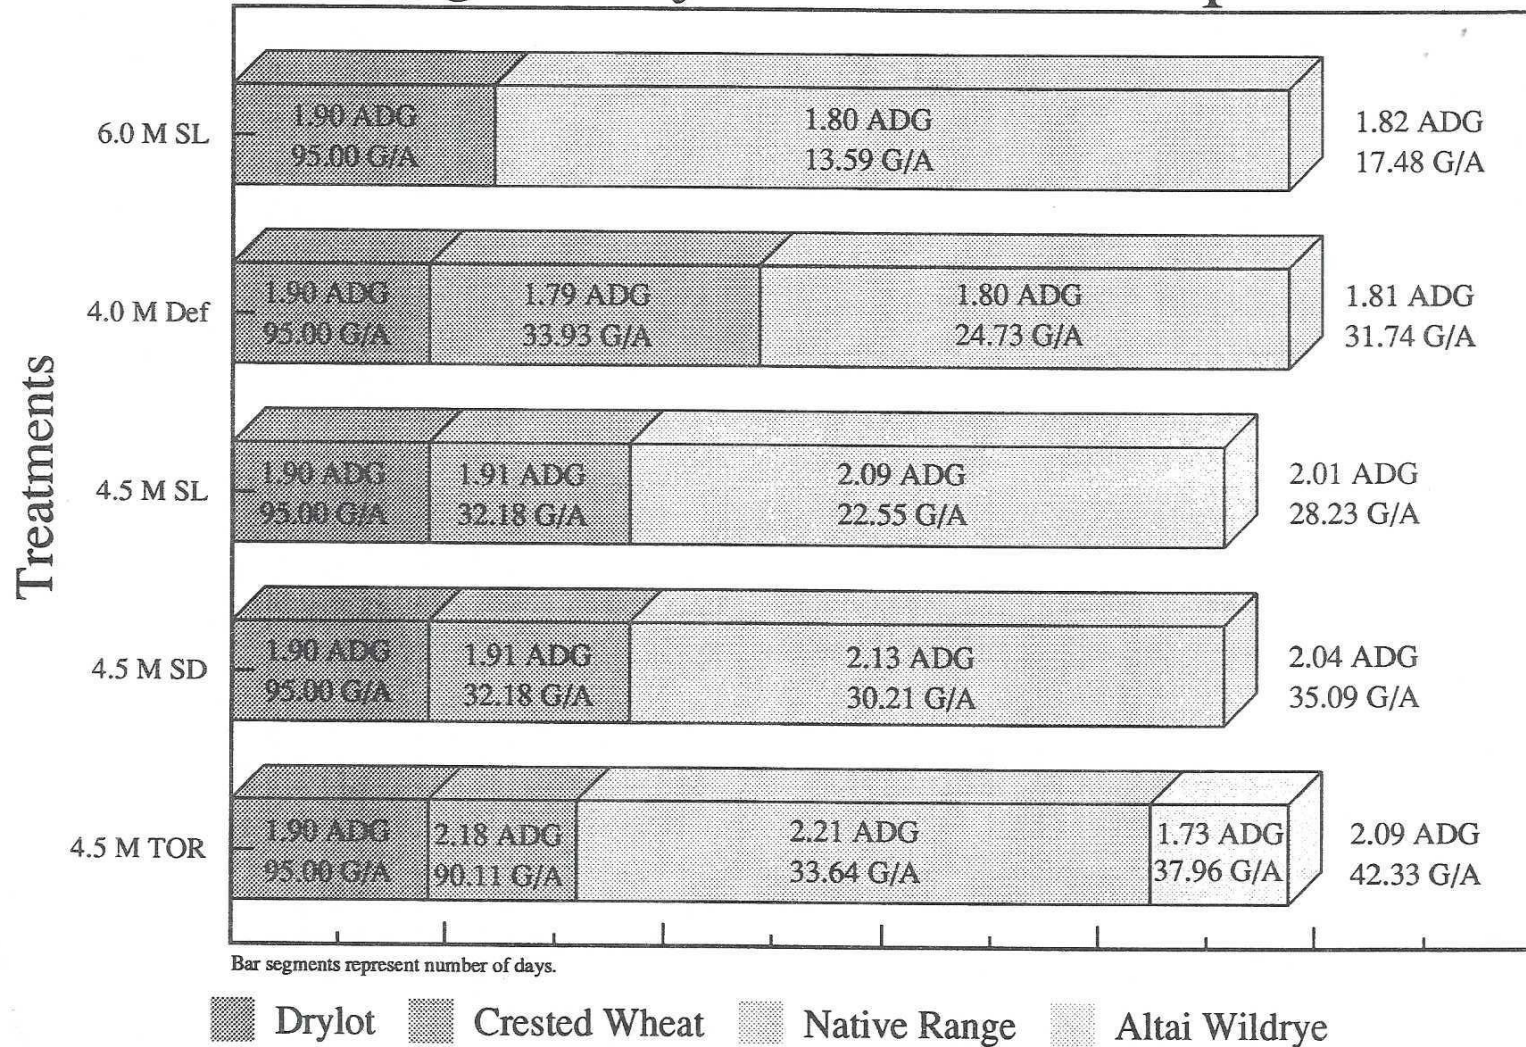 6.0 M SL
1.90 ADG
95.00 G/A
1.80 ADG
13.59 G/A
1.82 ADG
17.48 G/A
4.0 M Def
1.90 ADG
95.00 G/A
1.79 ADG
33.93 G/A
1.80 ADG
24.73 G/A
1.81 ADG
31.74 G/A
Treatments
4.5 M SL
1.90 ADG
95.00 G/A
1.91 ADG
32.18 G/A
2.09 ADG
22.55 G/A
2.01 ADG
28.23 G/A
4.5 M SD
1.90 ADG
95.00 G/A
1.91 ADG
32.18 G/A
2.13 ADG
30.21 G/A
2.04 ADG
35.09 G/A
4.5 M TOR
1.90 ADG
95.00 G/A
2.18 ADG
90.11 G/A
2.21 ADG
33.64 G/A
1.73 ADG
37.96 G/A
2.09 ADG
42.33 G/A
Bar segments represent number of days.
Drylot Crested Wheat Native Range Altai Wildrye